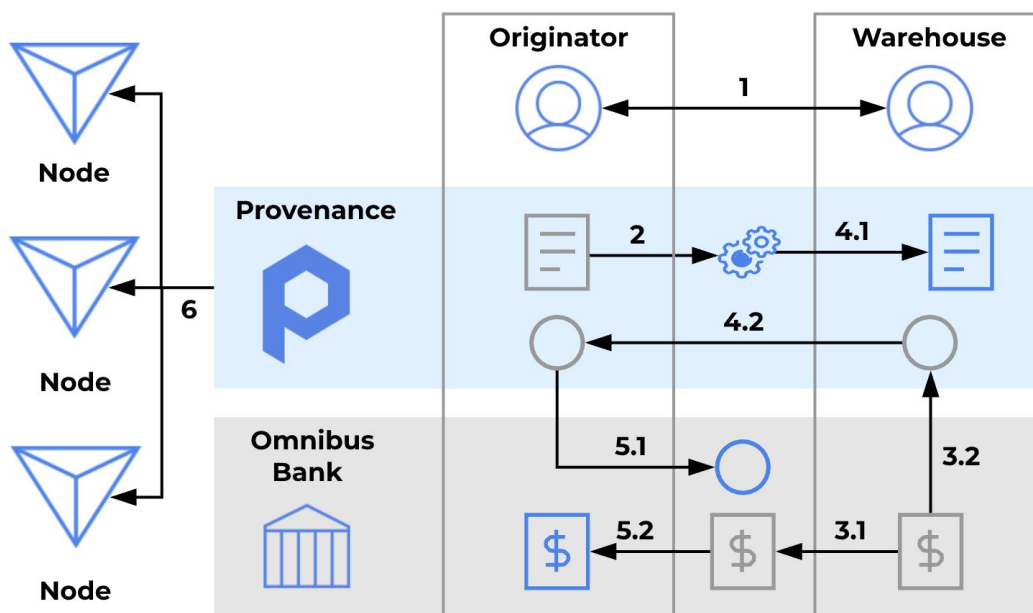 Originator
Warehouse
1
Node
Provenance
2
4.1
4.2
6
Node
Omnibus
Bank
5.1
3.2
$
5.2
$
3.1
$
Node